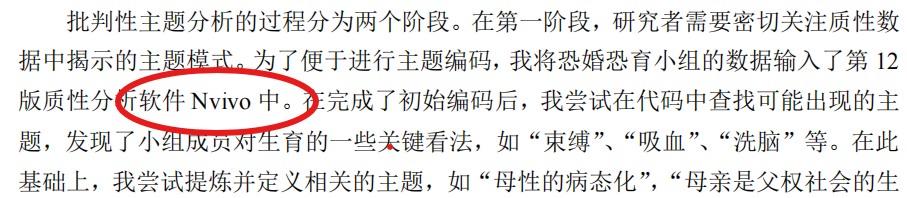 批判性主题分析的过程分为两个阶段。在第一阶段，研究者需要密切关注质性数
据中揭示的主题模式。为了便于进行主题编码，我将恐婚恐育小组的数据输入了第 12
版质性分析软件 Nvivo 中。在完成了初始编码后，我尝试在代码中查找可能出现的主
题，发现了小组成员对生育的一些关键看法，如“束缚”、“吸血”、“洗脑”等。在此
基础上，我尝试提炼并定义相关的主题，如“母性的病态化”，“母亲是父权社会的生